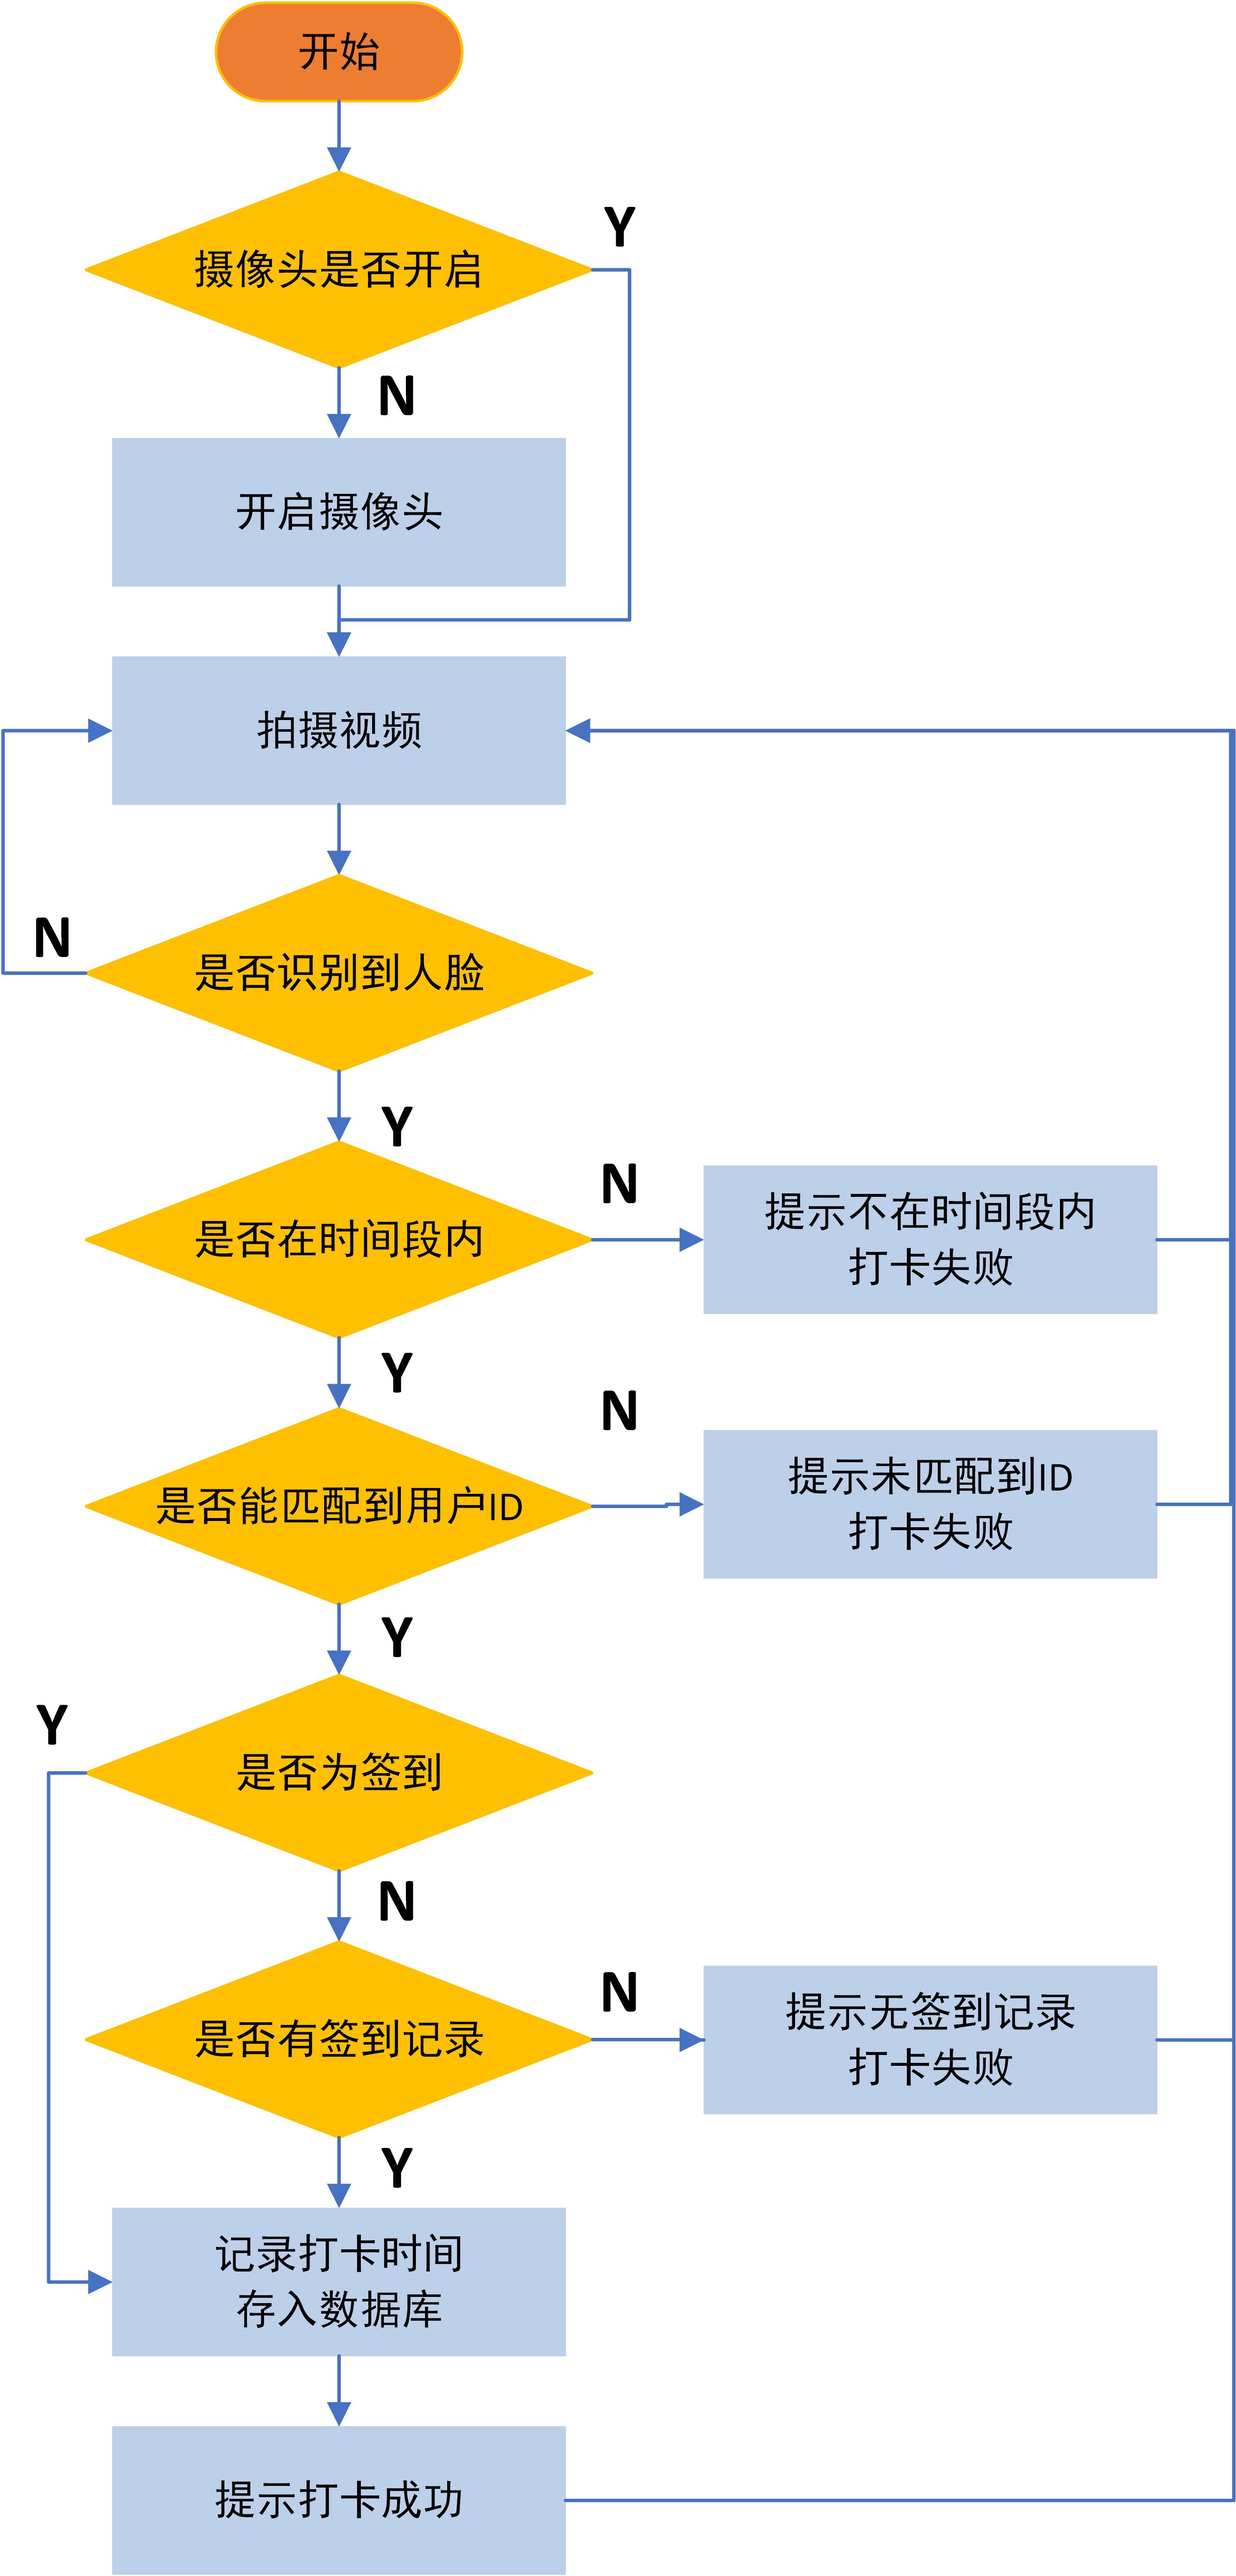 开始
摄像头是否开启
Y
N
开启摄像头
拍摄视频
N
是否识别到人脸
Y
是否在时间段内
N
提示不在时间段内
打卡失败
Y
是否能匹配到用户ID
N
提示未匹配到ID
打卡失败
Y
Y
是否为签到
N
是否有签到记录
N
提示无签到记录
打卡失败
Y
记录打卡时间
存入数据库
提示打卡成功